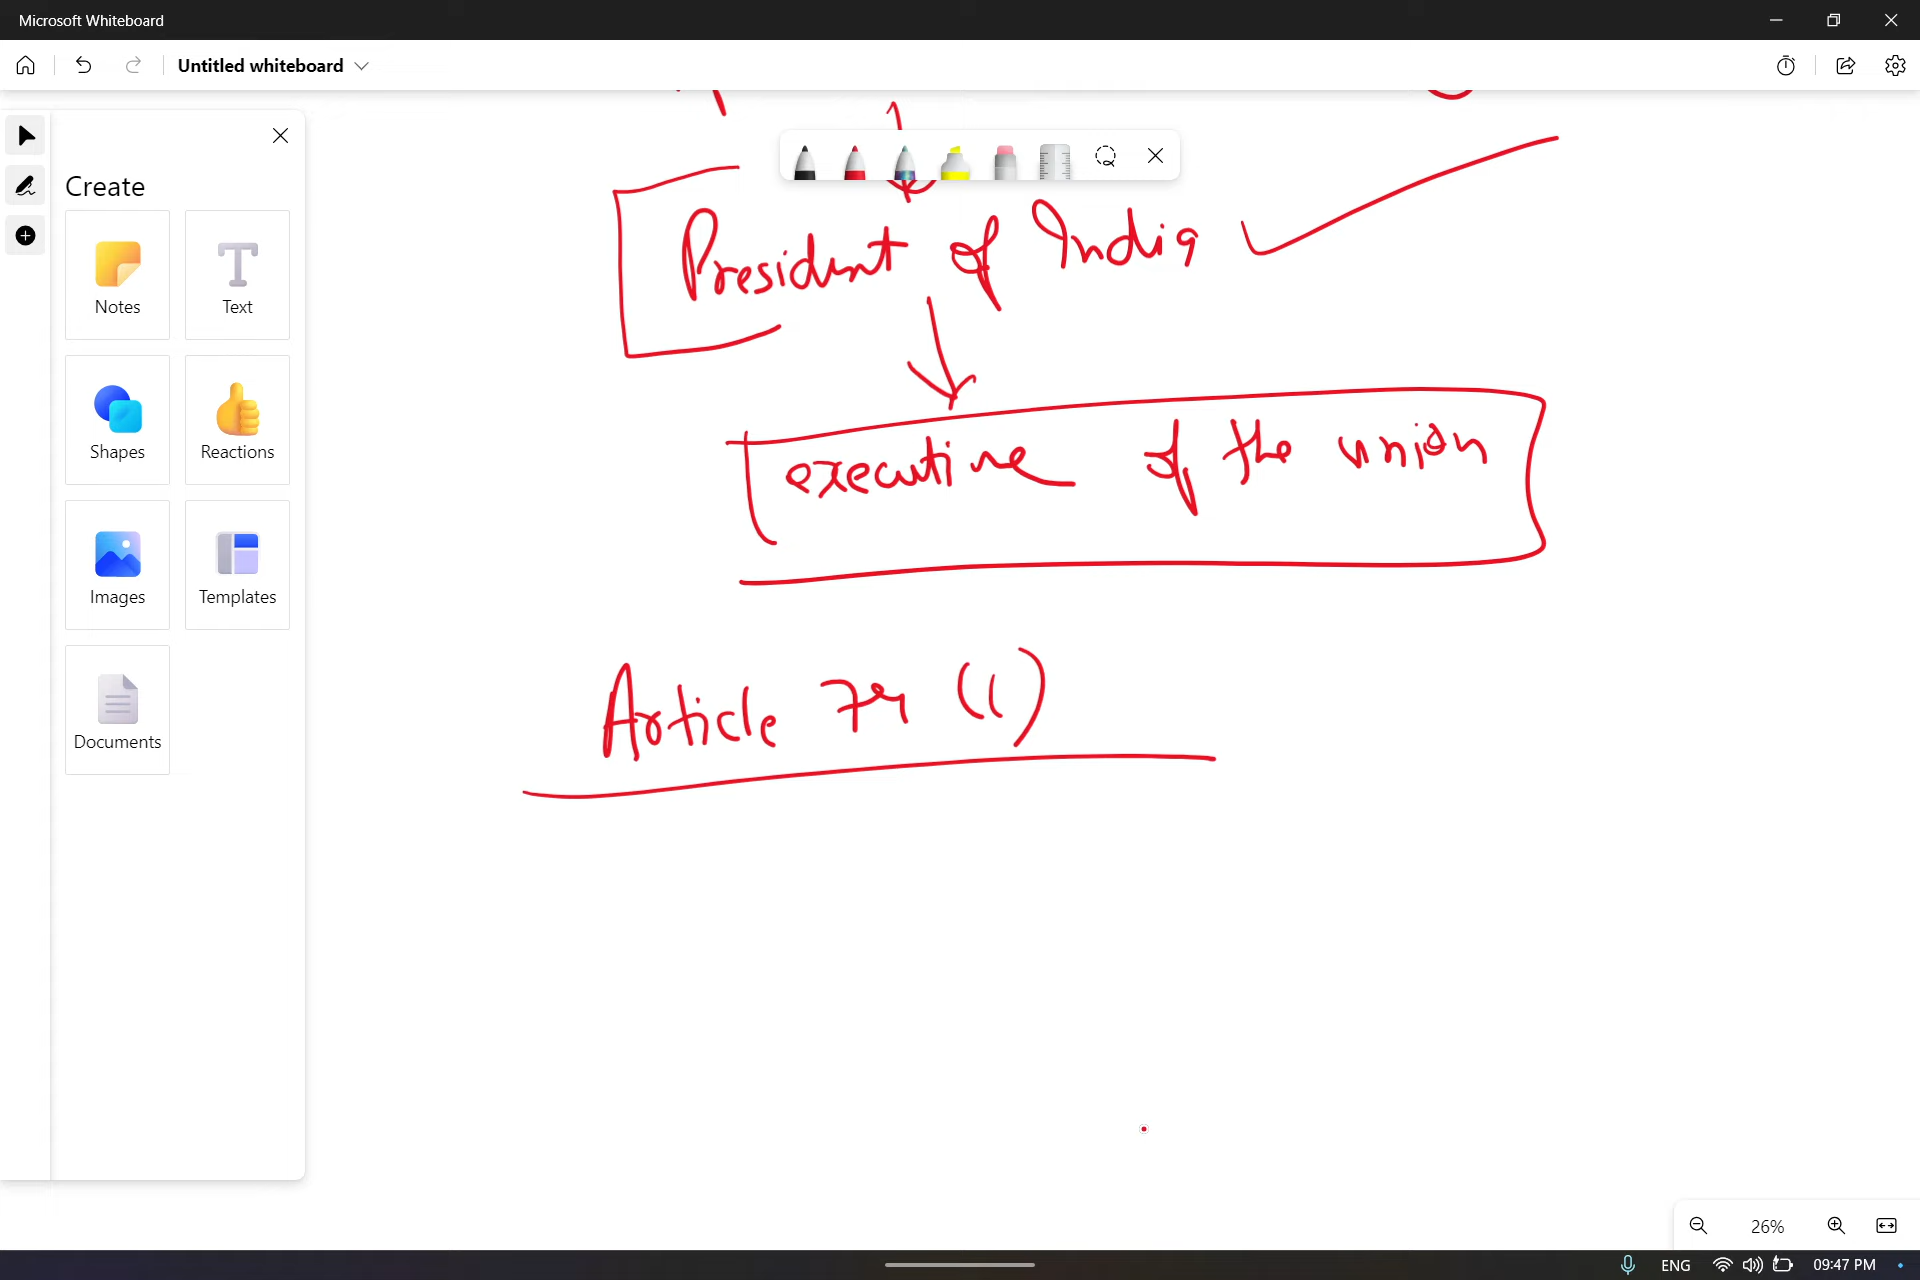 Microsoft Whiteboard
Untitled whiteboard
Create
Notes
Text
Shapes
Reactions
Images
Templates
Documents
President of India
executive of the union
Article 74 (1)
26%
ENG
09:47 PM